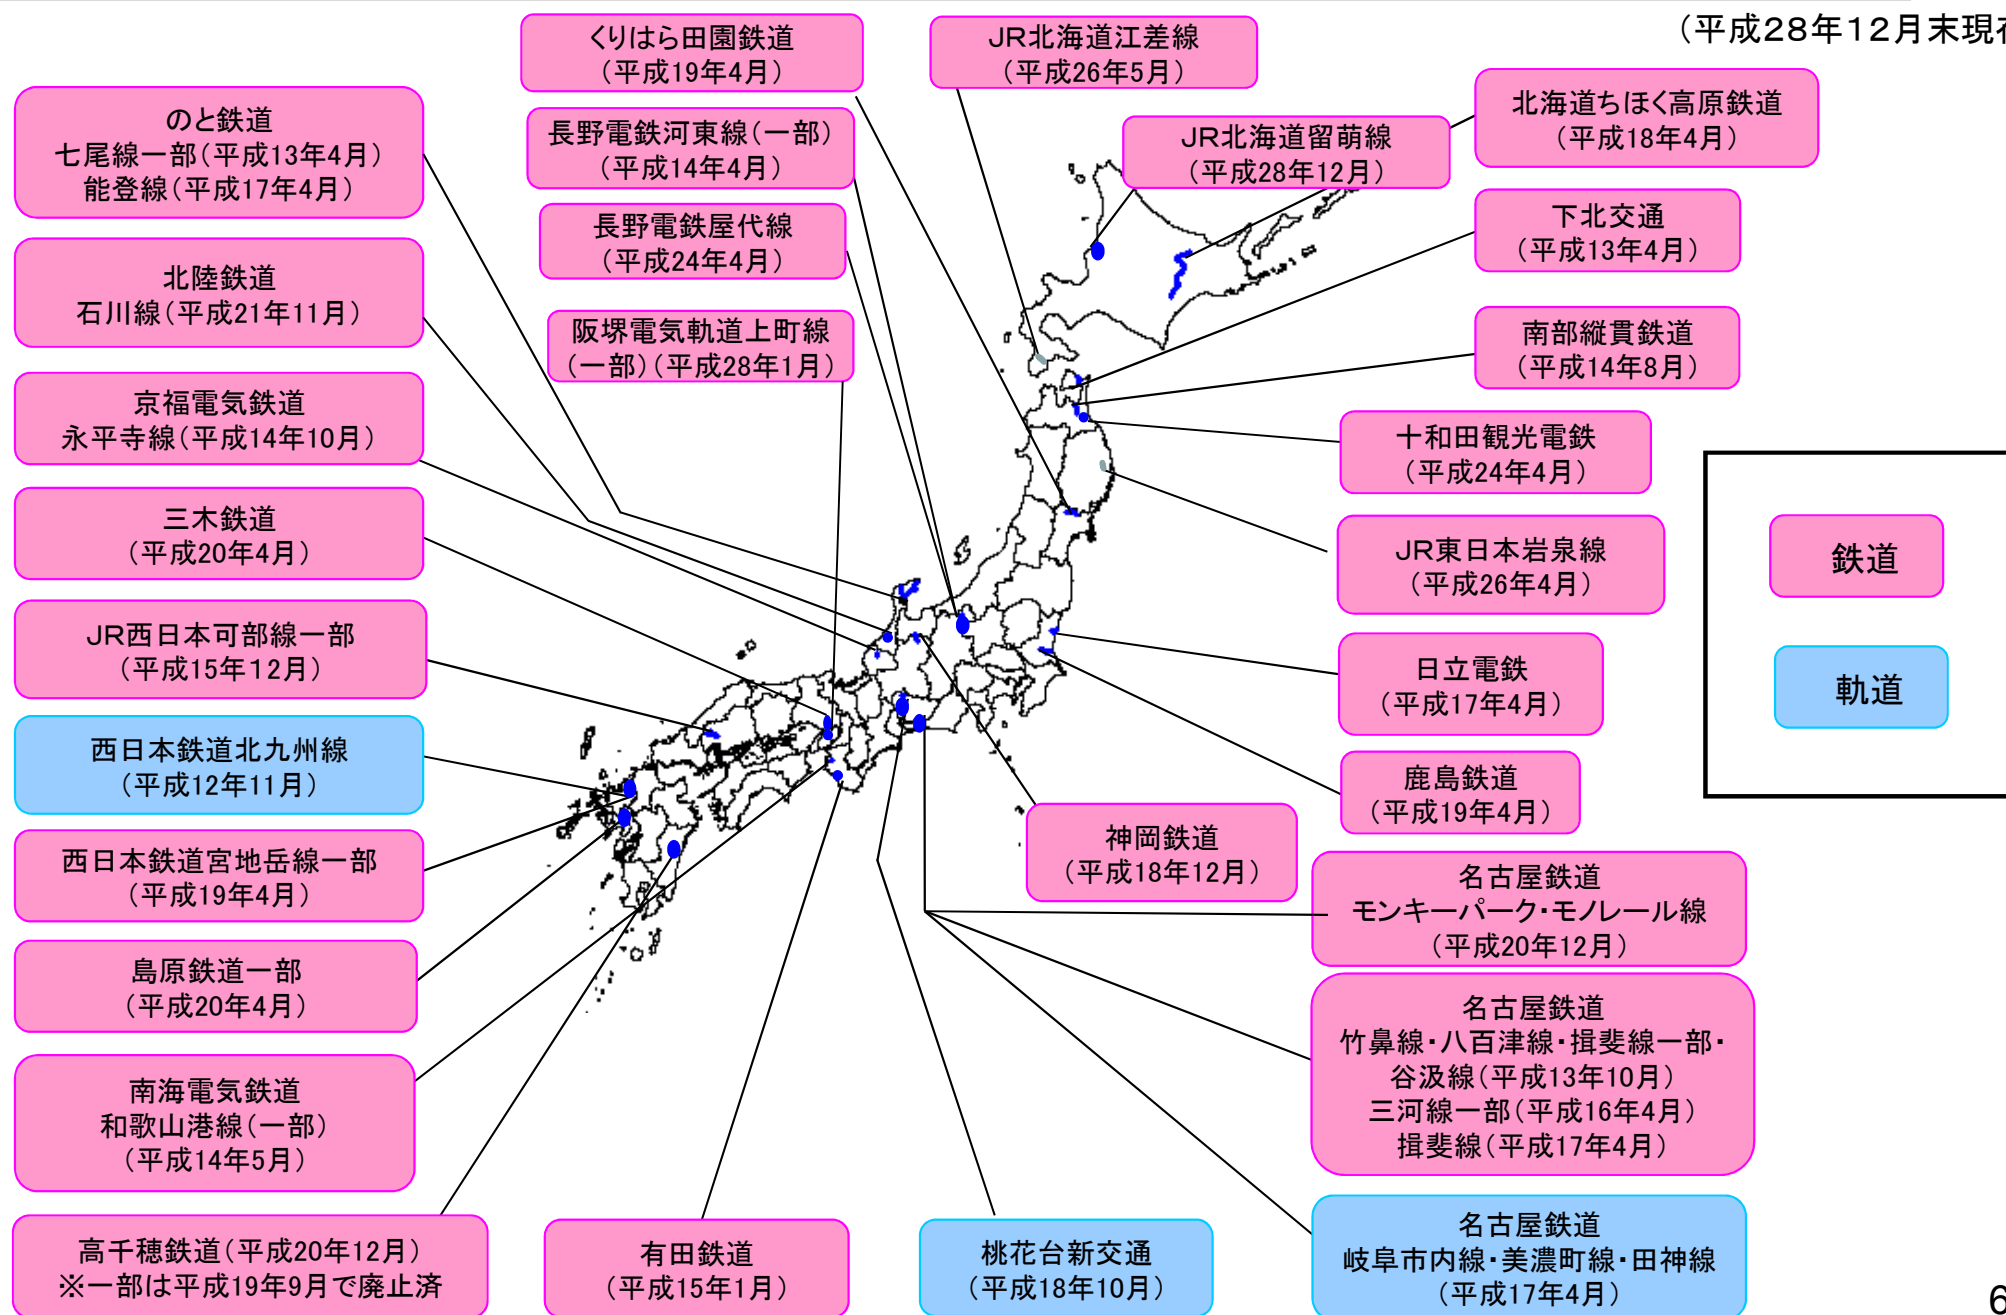 (平成28年12月末現在
くりはら田園鉄道
(平成19年4月)
JR北海道江差線
(平成26年5月)
北海道ちほく高原鉄道
(平成18年4月)
のと鉄道
七尾線一部(平成13年4月)
能登線(平成17年4月)
長野電鉄河東線(一部)
(平成14年4月)
JR北海道留萌線
(平成28年12月)
長野電鉄屋代線
(平成24年4月)
下北交通
(平成13年4月)
北陸鉄道
石川線(平成21年11月)
阪堺電気軌道上町線
(一部)(平成28年1月)
南部縦貫鉄道
(平成14年8月)
京福電気鉄道
永平寺線(平成14年10月)
十和田観光電鉄
(平成24年4月)
三木鉄道
(平成20年4月)
JR東日本岩泉線
(平成26年4月)
鉄道
JR西日本可部線一部
(平成15年12月)
日立電鉄
(平成17年4月)
軌道
西日本鉄道北九州線
(平成12年11月)
鹿島鉄道
(平成19年4月)
西日本鉄道宮地岳線一部
(平成19年4月)
神岡鉄道
(平成18年12月)
名古屋鉄道
モンキーパーク・モノレール線
(平成20年12月)
島原鉄道一部
(平成20年4月)
名古屋鉄道
竹鼻線・八百津線・揖斐線一部・
谷汲線(平成13年10月)
三河線一部(平成16年4月)
揖斐線(平成17年4月)
南海電気鉄道
和歌山港線(一部)
(平成14年5月)
高千穂鉄道(平成20年12月)
※一部は平成19年9月で廃止済
有田鉄道
(平成15年1月)
桃花台新交通
(平成18年10月)
名古屋鉄道
岐阜市内線・美濃町線・田神線
(平成17年4月)
6